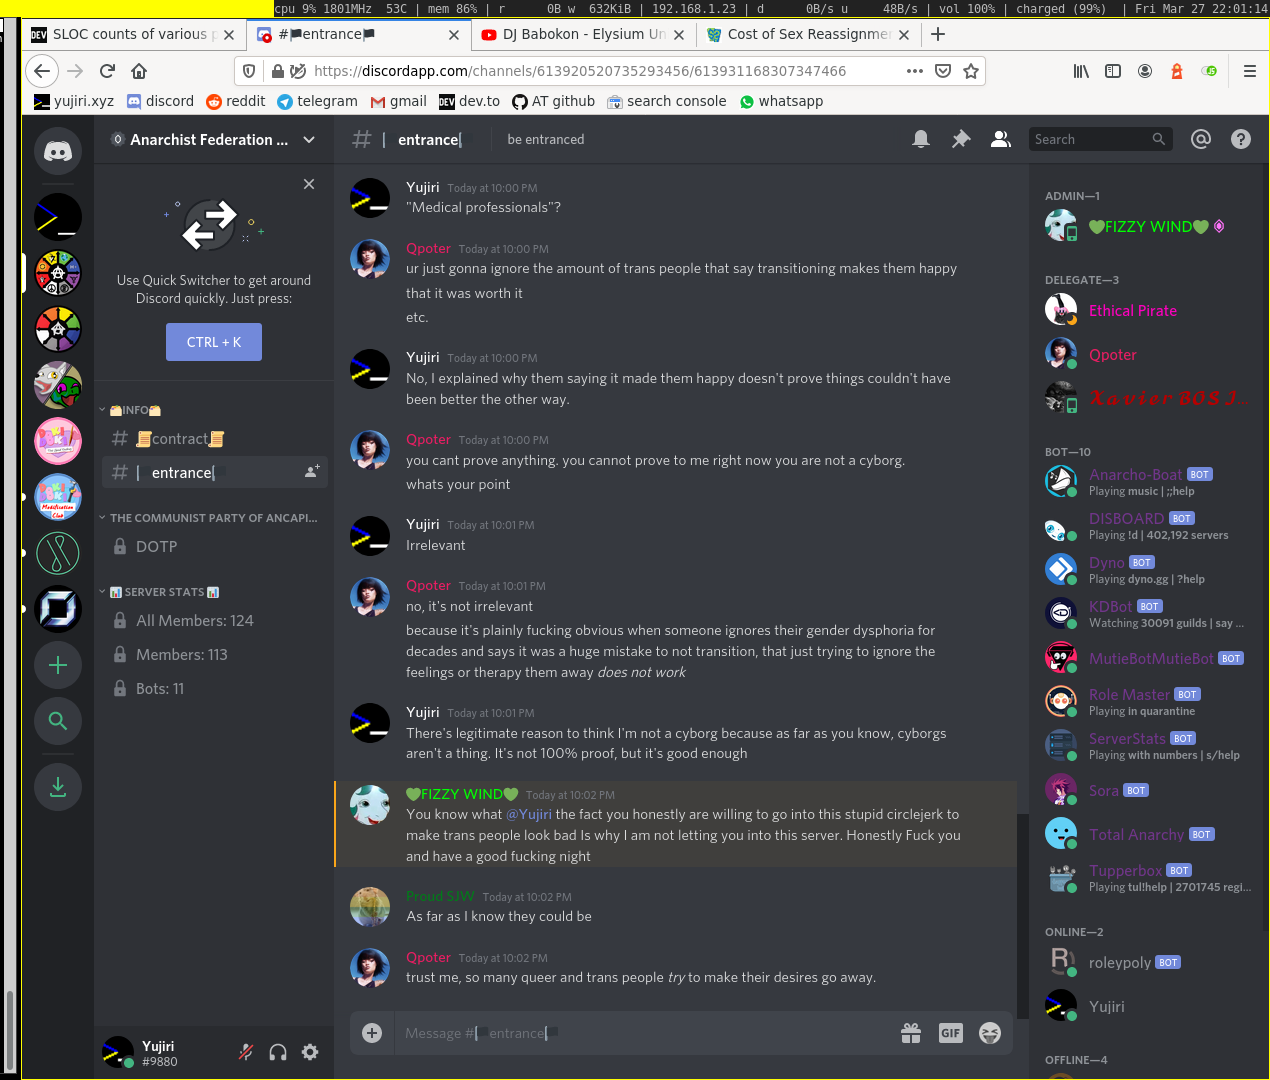 cpu 9% 1801MHz 53C | mem 86% | r 0B w 632KiB | 192.168.1.23 | d 0B/s u 48B/s | vol 100% | charged (99%) | Fri Mar 27 22:01:14
DEV SLOC counts of various p
#🏴entrance🏴
DJ Babokon - Elysium Un
Cost of Sex Reassignme
https://discordapp.com/channels/613920520735293456/613931168307347466
yujiri.xyz discord reddit telegram gmail DEV dev.to AT github search console whatsapp
Anarchist Federation ...
# entrance
be entranced
Search
Use Quick Switcher to get around
Discord quickly. Just press:
CTRL + K
INFO
# 📜contract📜
# entrance
THE COMMUNIST PARTY OF ANCAPI...
DOTP
📊 SERVER STATS 📊
All Members: 124
Members: 113
Bots: 11
Yujiri
#9880
Yujiri Today at 10:00 PM
"Medical professionals"?
Qpoter Today at 10:00 PM
ur just gonna ignore the amount of trans people that say transitioning makes them happy
that it was worth it
etc.
Yujiri Today at 10:00 PM
No, I explained why them saying it made them happy doesn't prove things couldn't have
been better the other way.
Qpoter Today at 10:00 PM
you cant prove anything. you cannot prove to me right now you are not a cyborg.
whats your point
Yujiri Today at 10:01 PM
Irrelevant
Qpoter Today at 10:01 PM
no, it's not irrelevant
because it's plainly fucking obvious when someone ignores their gender dysphoria for
decades and says it was a huge mistake to not transition, that just trying to ignore the
feelings or therapy them away does not work
Yujiri Today at 10:01 PM
There's legitimate reason to think I'm not a cyborg because as far as you know, cyborgs
aren't a thing. It's not 100% proof, but it's good enough
💚FIZZY WIND💚 Today at 10:02 PM
You know what @Yujiri the fact you honestly are willing to go into this stupid circlejerk to
make trans people look bad Is why I am not letting you into this server. Honestly Fuck you
and have a good fucking night
Proud SJW Today at 10:02 PM
As far as I know they could be
Qpoter Today at 10:02 PM
trust me, so many queer and trans people try to make their desires go away.
Message # entrance
GIF
ADMIN—1
💚FIZZY WIND💚
DELEGATE—3
Ethical Pirate
Qpoter
Xavier BOS J...
BOT—10
Anarcho-Boat BOT
Playing music | ;;help
DISBOARD BOT
Playing !d | 402,192 servers
Dyno BOT
Playing dyno.gg | ?help
KDBot BOT
Watching 30091 guilds | say ...
MutieBotMutieBot BOT
Role Master BOT
Playing in quarantine
ServerStats BOT
Playing with numbers | s/help
Sora BOT
Total Anarchy BOT
Tupperbox BOT
Playing tul!help | 2701745 regi...
ONLINE—2
roleypoly BOT
Yujiri
OFFLINE—4